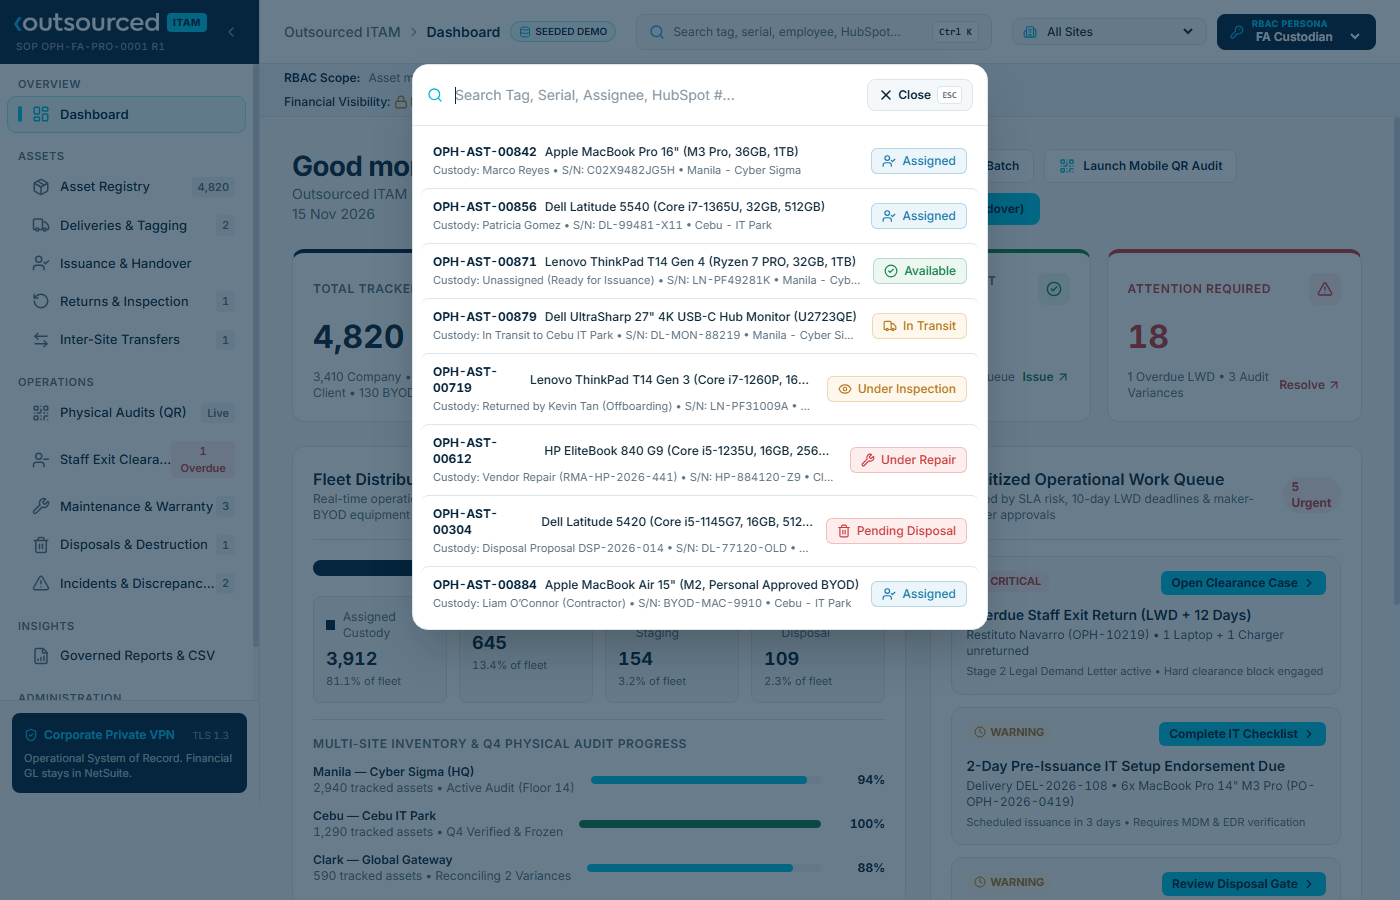 outsourced ITAM
SOP OPH-FA-PRO-0001 R1
OVERVIEW
Dashboard
ASSETS
Asset Registry 4,820
Deliveries & Tagging 2
Issuance & Handover
Returns & Inspection 1
Inter-Site Transfers 1
OPERATIONS
Physical Audits (QR) Live
Staff Exit Cleara... 1 Overdue
Maintenance & Warranty 3
Disposals & Destruction 1
Incidents & Discrepanc... 2
INSIGHTS
Governed Reports & CSV
ADMINISTRATION
Corporate Private VPN TLS 1.3
Operational System of Record. Financial
GL stays in NetSuite.
Outsourced ITAM > Dashboard SEEDED DEMO
Search tag, serial, employee, HubSpot... Ctrl K
All Sites
RBAC PERSONA
FA Custodian
RBAC Scope: Asset m
Financial Visibility:
Good mor
Outsourced ITAM
15 Nov 2026
Batch
Launch Mobile QR Audit
dover)
Search Tag, Serial, Assignee, HubSpot #...
Close ESC
OPH-AST-00842 Apple MacBook Pro 16" (M3 Pro, 36GB, 1TB)
Custody: Marco Reyes • S/N: C02X9482JG5H • Manila - Cyber Sigma
Assigned
OPH-AST-00856 Dell Latitude 5540 (Core i7-1365U, 32GB, 512GB)
Custody: Patricia Gomez • S/N: DL-99481-X11 • Cebu - IT Park
Assigned
OPH-AST-00871 Lenovo ThinkPad T14 Gen 4 (Ryzen 7 PRO, 32GB, 1TB)
Custody: Unassigned (Ready for Issuance) • S/N: LN-PF49281K • Manila - Cyb...
Available
OPH-AST-00879 Dell UltraSharp 27" 4K USB-C Hub Monitor (U2723QE)
Custody: In Transit to Cebu IT Park • S/N: DL-MON-88219 • Manila - Cyber Si...
In Transit
OPH-AST-
00719
Lenovo ThinkPad T14 Gen 3 (Core i7-1260P, 16...
Custody: Returned by Kevin Tan (Offboarding) • S/N: LN-PF31009A • ...
Under Inspection
OPH-AST-
00612
HP EliteBook 840 G9 (Core i5-1235U, 16GB, 256...
Custody: Vendor Repair (RMA-HP-2026-441) • S/N: HP-884120-Z9 • Cl...
Under Repair
OPH-AST-
00304
Dell Latitude 5420 (Core i5-1145G7, 16GB, 512...
Custody: Disposal Proposal DSP-2026-014 • S/N: DL-77120-OLD • ...
Pending Disposal
OPH-AST-00884 Apple MacBook Air 15" (M2, Personal Approved BYOD)
Custody: Liam O'Connor (Contractor) • S/N: BYOD-MAC-9910 • Cebu - IT Park
Assigned
TOTAL TRACKE
4,820
3,410 Company •
Client • 130 BYOD
T
ueue Issue
ATTENTION REQUIRED
18
1 Overdue LWD • 3 Audit
Variances
Resolve
Fleet Distribu
Real-time operati
BYOD equipment
Assigned
Custody
3,912
81.1% of fleet
645
13.4% of fleet
Staging
154
3.2% of fleet
Disposal
109
2.3% of fleet
MULTI-SITE INVENTORY & Q4 PHYSICAL AUDIT PROGRESS
Manila — Cyber Sigma (HQ)
2,940 tracked assets • Active Audit (Floor 14)
94%
Cebu — Cebu IT Park
1,290 tracked assets • Q4 Verified & Frozen
100%
Clark — Global Gateway
590 tracked assets • Reconciling 2 Variances
88%
itized Operational Work Queue
ed by SLA risk, 10-day LWD deadlines & maker-
er approvals
5
Urgent
CRITICAL
Open Clearance Case
erdue Staff Exit Return (LWD + 12 Days)
Restituto Navarro (OPH-10219) • 1 Laptop + 1 Charger
unreturned
Stage 2 Legal Demand Letter active • Hard clearance block engaged
WARNING
Complete IT Checklist
2-Day Pre-Issuance IT Setup Endorsement Due
Delivery DEL-2026-108 • 6x MacBook Pro 14" M3 Pro (PO-
OPH-2026-0419)
Scheduled issuance in 3 days • Requires MDM & EDR verification
WARNING
Review Disposal Gate